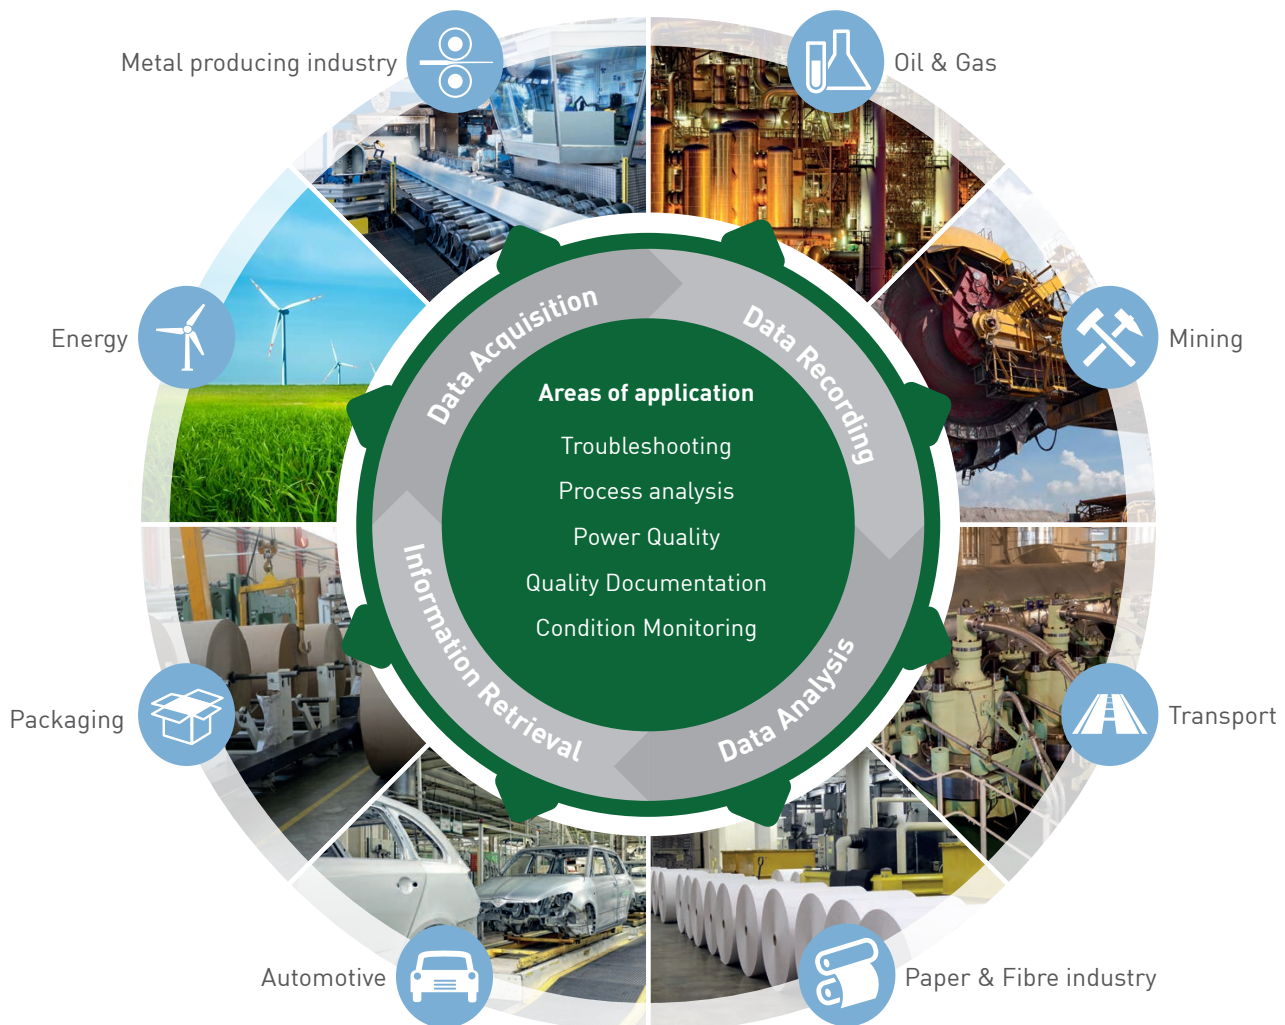 Metal producing industry
Oil & Gas
Energy
Mining
Data Acquisition
Data Recording
Areas of application
Troubleshooting
Process analysis
Power Quality
Quality Documentation
Condition Monitoring
Information Retrieval
Data Analysis
Packaging
Transport
Automotive
Paper & Fibre industry